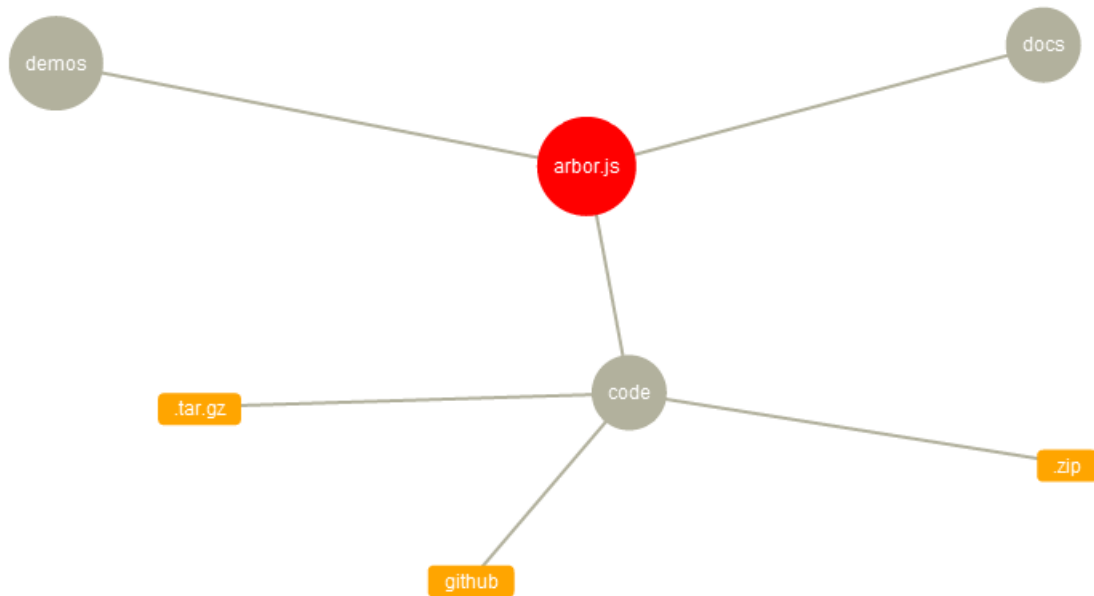 demos
docs
arbor.js
code
.tar.gz
.zip
github